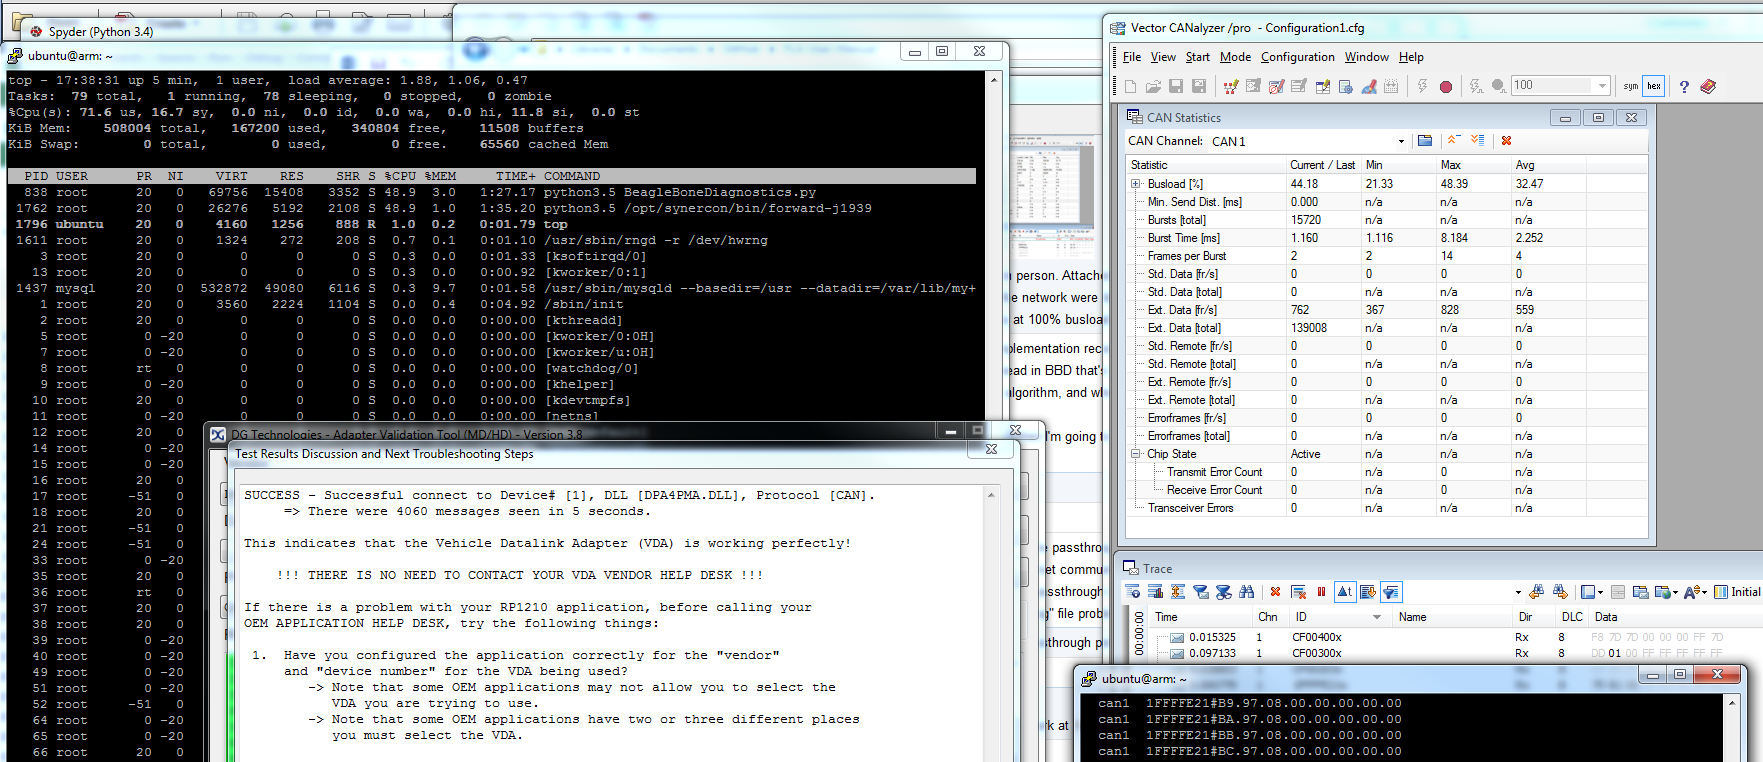 Spyder (Python 3.4)
ubuntu@arm: ~
top - 17:38:31 up 5 min,  1 user,  load average: 1.88, 1.06, 0.47
Tasks:  79 total,   1 running,  78 sleeping,   0 stopped,   0 zombie
%Cpu(s): 71.6 us, 16.7 sy,  0.0 ni,  0.0 id,  0.0 wa,  0.0 hi, 11.8 si,  0.0 st
KiB Mem:   508004 total,   167200 used,   340804 free,    11508 buffers
KiB Swap:        0 total,        0 used,        0 free.    65560 cached Mem
PID USER PR NI VIRT RES SHR S %CPU %MEM TIME+ COMMAND
838 root 20 0 69756 15408 3352 S 48.9 3.0 1:27.17 python3.5 BeagleBoneDiagnostics.py
1762 root 20 0 26276 5192 2108 S 48.9 1.0 1:35.20 python3.5 /opt/synercon/bin/forward-j1939
1796 ubuntu 20 0 4160 1256 888 R 1.0 0.2 0:01.79 top
1611 root 20 0 1324 272 208 S 0.7 0.1 0:01.10 /usr/sbin/rngd -r /dev/hwrng
3 root 20 0 0 0 0 S 0.3 0.0 0:01.33 [ksoftirqd/0]
13 root 20 0 0 0 0 S 0.3 0.0 0:00.92 [kworker/0:1]
1437 mysql 20 0 532872 49080 6116 S 0.3 9.7 0:01.58 /usr/sbin/mysqld --basedir=/usr --datadir=/var/lib/my+
1 root 20 0 3560 2224 1104 S 0.0 0.4 0:04.92 /sbin/init
2 root 20 0 0 0 0 S 0.0 0.0 0:00.00 [kthreadd]
5 root 0 -20 0 0 0 S 0.0 0.0 0:00.00 [kworker/0:0H]
7 root 0 -20 0 0 0 S 0.0 0.0 0:00.00 [kworker/u:0H]
8 root rt 0 0 0 0 S 0.0 0.0 0:00.00 [watchdog/0]
9 root 0 -20 0 0 0 S 0.0 0.0 0:00.00 [khelper]
10 root 20 0 0 0 0 S 0.0 0.0 0:00.00 [kdevtmpfs]
11 root 0 -20 0 0 0 S 0.0 0.0 0:00.00 [netns]
12 root 20 0
14 root 0 -20
15 root 0 -20
16 root 20 0
17 root -51 0
18 root 20 0
21 root -51 0
24 root -51 0
33 root 0 -20
35 root 20 0
36 root rt 0
37 root 20 0
38 root 20 0
39 root 0 -20
40 root 0 -20
49 root 0 -20
51 root 0 -20
52 root -51 0
64 root 0 -20
65 root 0 -20
66 root 20 0
DG Technologies - Adapter Validation Tool (MD/HD) - Version 3.8
Test Results Discussion and Next Troubleshooting Steps
SUCCESS - Successful connect to Device# [1], DLL [DPA4PMA.DLL], Protocol [CAN].
=> There were 4060 messages seen in 5 seconds.
This indicates that the Vehicle Datalink Adapter (VDA) is working perfectly!
!!! THERE IS NO NEED TO CONTACT YOUR VDA VENDOR HELP DESK !!!
If there is a problem with your RP1210 application, before calling your
OEM APPLICATION HELP DESK, try the following things:
1.  Have you configured the application correctly for the "vendor"
and "device number" for the VDA being used?
-> Note that some OEM applications may not allow you to select the
VDA you are trying to use.
-> Note that some OEM applications have two or three different places
you must select the VDA.
person. Attache
e network were
at 100% busloa
plementation rec
ead in BBD that's
algorithm, and wh
I'm going t
e passthrou
et commu
ssthrough
g" file prob
sthrough p
rk at
Vector CANalyzer /pro  - Configuration1.cfg
File View Start Mode Configuration Window Help
100 sym hex
CAN Statistics
CAN Channel: CAN 1
Statistic Current / Last Min Max Avg
Busload [%] 44.18 21.33 48.39 32.47
Min. Send Dist. [ms] 0.000 n/a n/a n/a
Bursts [total] 15720 n/a n/a n/a
Burst Time [ms] 1.160 1.116 8.184 2.252
Frames per Burst 2 2 14 4
Std. Data [fr/s] 0 n/a n/a n/a
Std. Data [total] 0 n/a n/a n/a
Ext. Data [fr/s] 762 367 828 559
Ext. Data [total] 139008 n/a n/a n/a
Std. Remote [fr/s] 0 0 0 0
Std. Remote [total] 0 n/a n/a n/a
Ext. Remote [fr/s] 0 0 0 0
Ext. Remote [total] 0 n/a n/a n/a
Errorframes [fr/s] 0 0 0 0
Errorframes [total] 0 n/a n/a n/a
Chip State Active n/a n/a n/a
Transmit Error Count 0 n/a n/a n/a
Receive Error Count 0 n/a n/a n/a
Transceiver Errors 0 n/a n/a n/a
Trace
Initial
Time Chn ID Name Dir DLC Data
0.015325 1 CF00400x Rx 8 F8 7D 7D 00 00 00 FF 7D
0.097133 1 CF00300x Rx 8 DD 01 00 FF FF FF FF FF
00:00:00
ubuntu@arm: ~
can1  1FFFFE21#B9.97.08.00.00.00.00.00
can1  1FFFFE21#BA.97.08.00.00.00.00.00
can1  1FFFFE21#BB.97.08.00.00.00.00.00
can1  1FFFFE21#BC.97.08.00.00.00.00.00